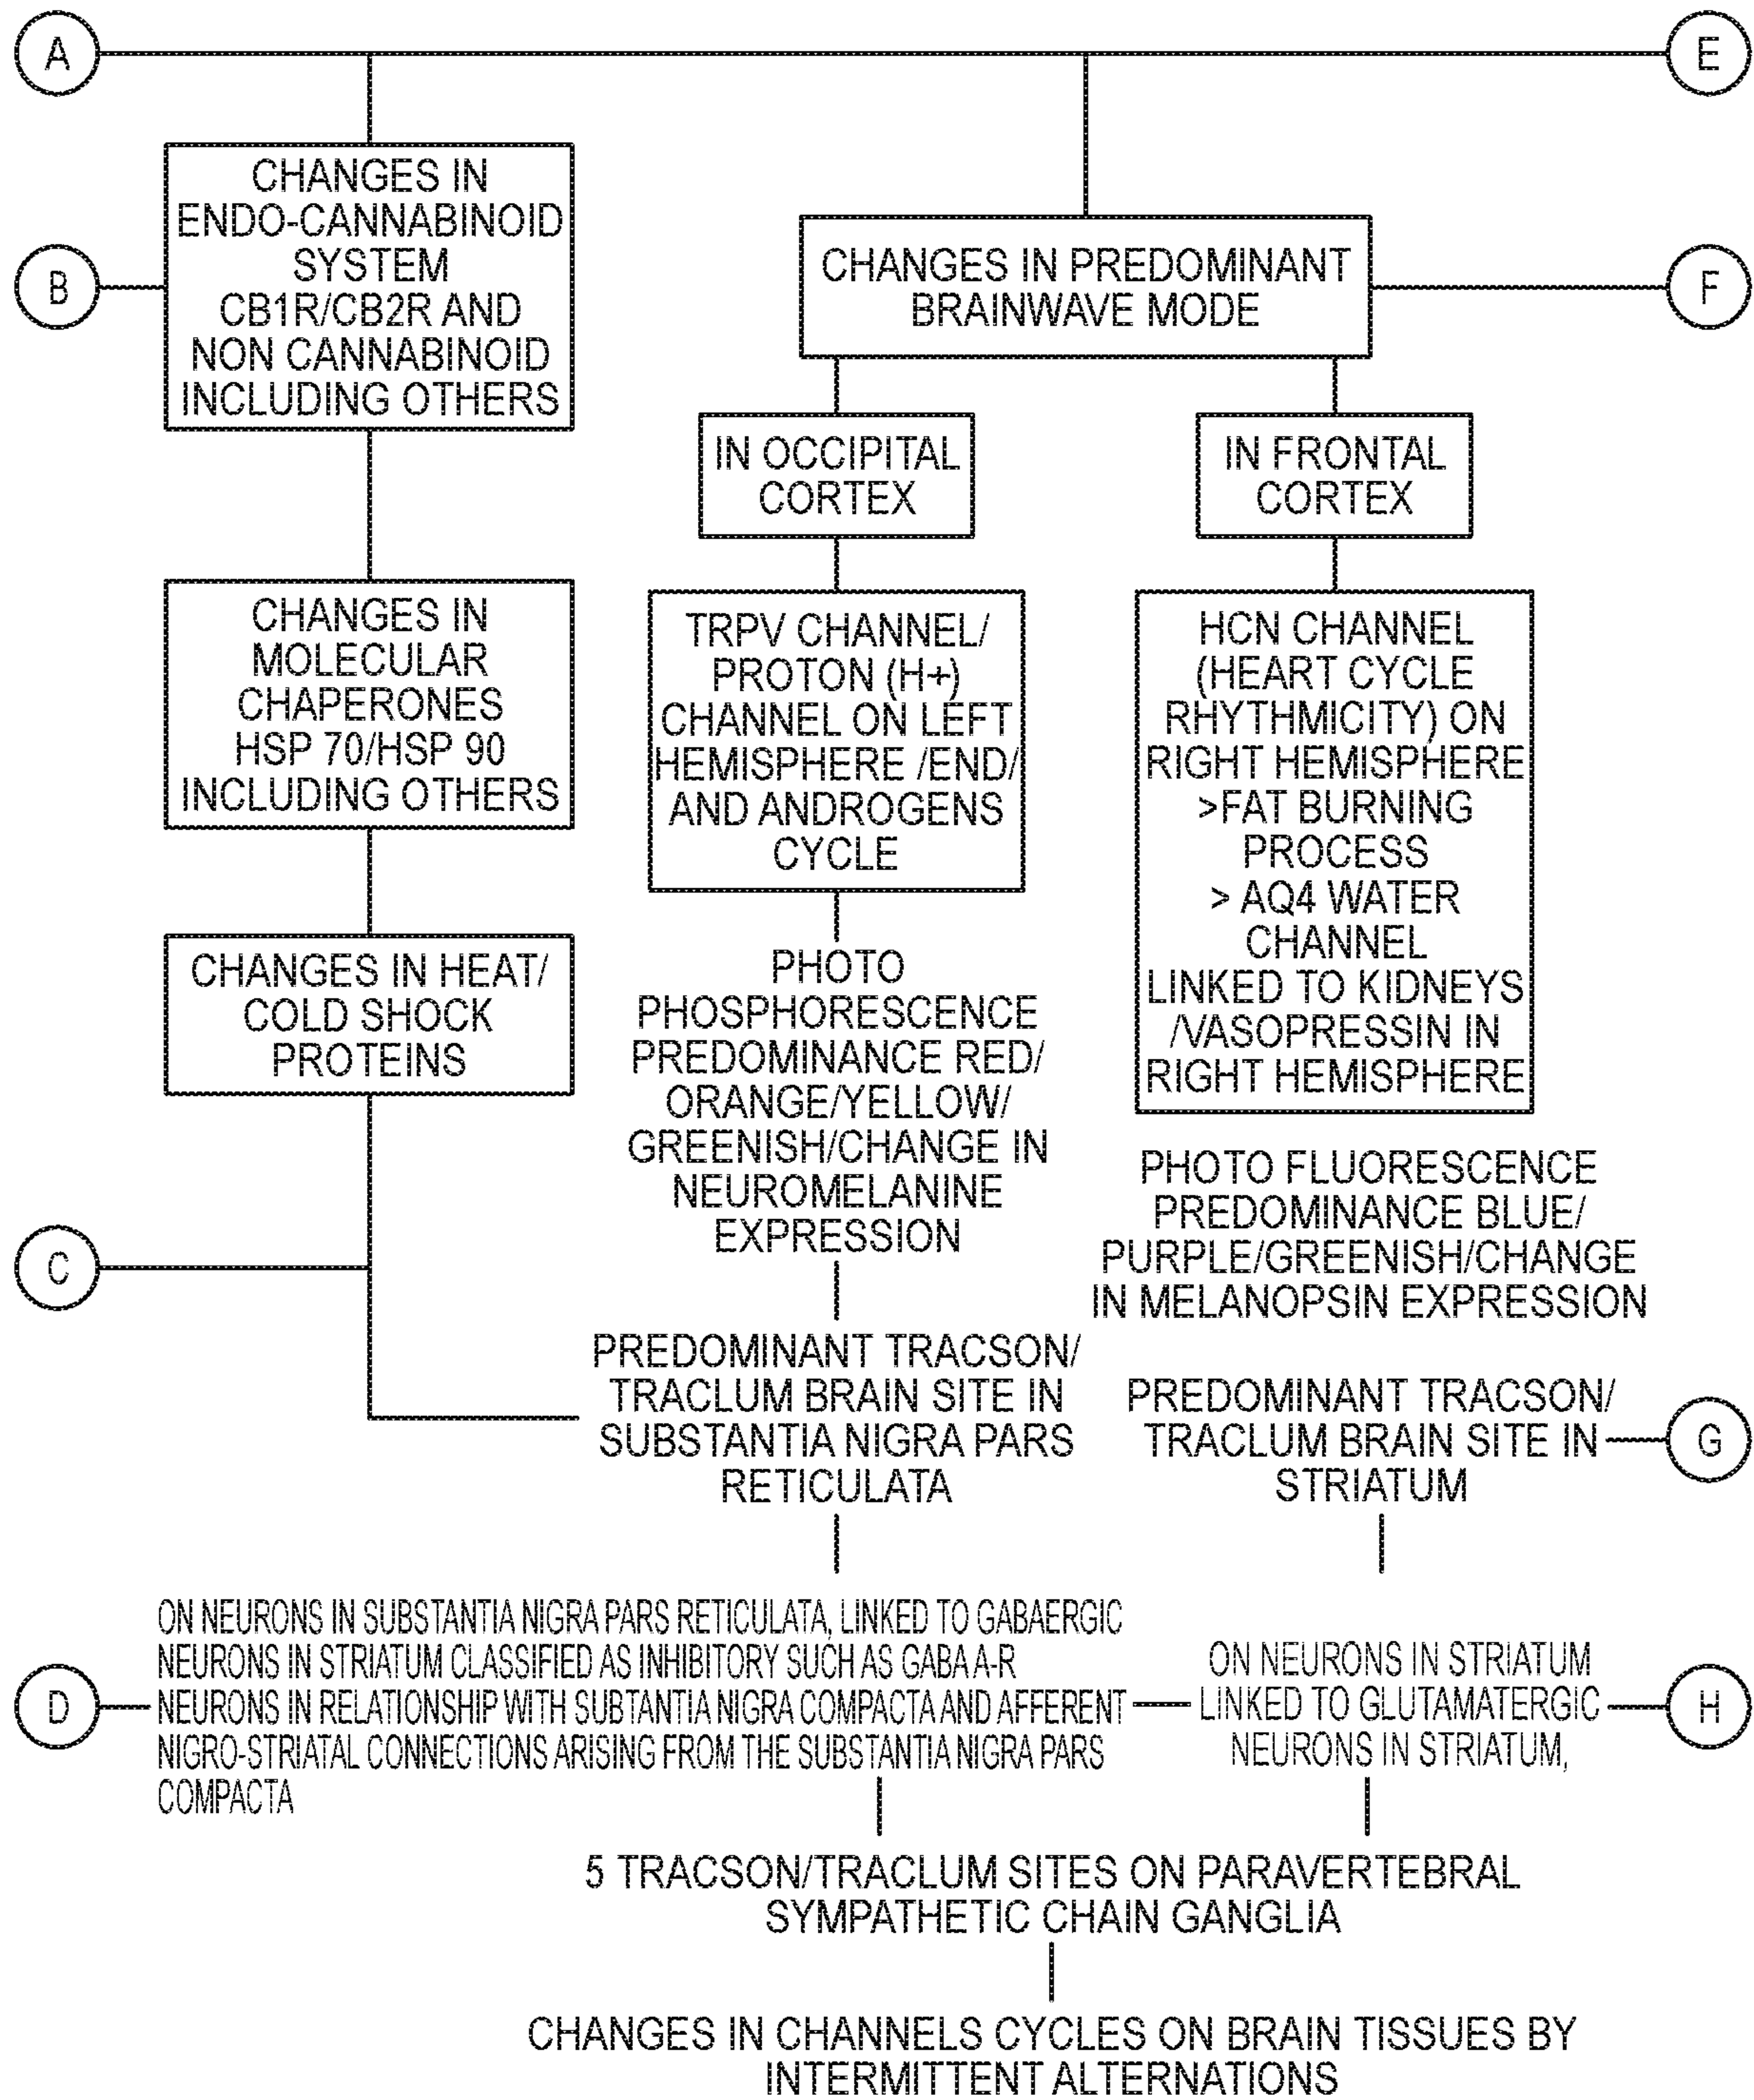 A
E
CHANGES IN
ENDO-CANNABINOID
SYSTEM
CB1R/CB2R AND
NON CANNABINOID
INCLUDING OTHERS
B
CHANGES IN PREDOMINANT
BRAINWAVE MODE
F
IN OCCIPITAL
CORTEX
IN FRONTAL
CORTEX
CHANGES IN
MOLECULAR
CHAPERONES
HSP 70/HSP 90
INCLUDING OTHERS
TRPV CHANNEL/
PROTON (H+)
CHANNEL ON LEFT
HEMISPHERE /END/
AND ANDROGENS
CYCLE
HCN CHANNEL
(HEART CYCLE
RHYTHMICITY) ON
RIGHT HEMISPHERE
>FAT BURNING
PROCESS
> AQ4 WATER
CHANNEL
LINKED TO KIDNEYS
/VASOPRESSIN IN
RIGHT HEMISPHERE
CHANGES IN HEAT/
COLD SHOCK
PROTEINS
PHOTO
PHOSPHORESCENCE
PREDOMINANCE RED/
ORANGE/YELLOW/
GREENISH/CHANGE IN
NEUROMELANINE
EXPRESSION
PHOTO FLUORESCENCE
PREDOMINANCE BLUE/
PURPLE/GREENISH/CHANGE
IN MELANOPSIN EXPRESSION
C
PREDOMINANT TRACSON/
TRACLUM BRAIN SITE IN
SUBSTANTIA NIGRA PARS
RETICULATA
PREDOMINANT TRACSON/
TRACLUM BRAIN SITE IN
STRIATUM
G
D
ON NEURONS IN SUBSTANTIA NIGRA PARS RETICULATA, LINKED TO GABAERGIC
NEURONS IN STRIATUM CLASSIFIED AS INHIBITORY SUCH AS GABA A-R
NEURONS IN RELATIONSHIP WITH SUBTANTIA NIGRA COMPACTA AND AFFERENT
NIGRO-STRIATAL CONNECTIONS ARISING FROM THE SUBSTANTIA NIGRA PARS
COMPACTA
ON NEURONS IN STRIATUM
LINKED TO GLUTAMATERGIC
NEURONS IN STRIATUM,
H
5 TRACSON/TRACLUM SITES ON PARAVERTEBRAL
SYMPATHETIC CHAIN GANGLIA
CHANGES IN CHANNELS CYCLES ON BRAIN TISSUES BY
INTERMITTENT ALTERNATIONS